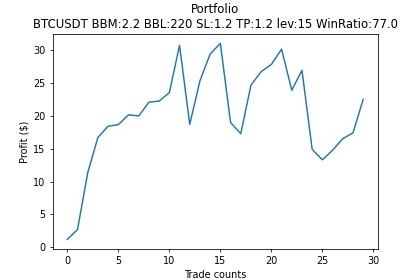 Portfolio
BTCUSDT BBM:2.2 BBL:220 SL:1.2 TP:1.2 lev:15 WinRatio:77.0
30
25
20
15
10
5
0
Profit ($)
0 5 10 15 20 25 30
Trade counts